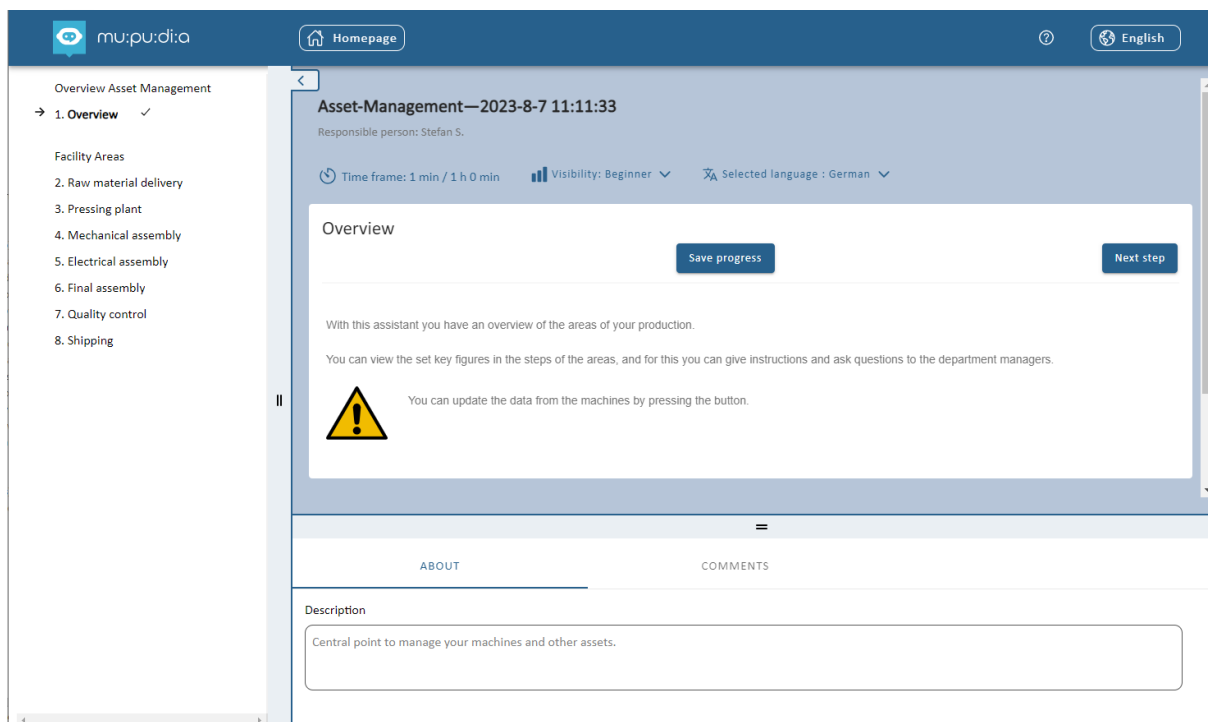 mu:pu:di:a
Homepage
English
Overview Asset Management
1. Overview
Facility Areas
2. Raw material delivery
3. Pressing plant
4. Mechanical assembly
5. Electrical assembly
6. Final assembly
7. Quality control
8. Shipping
Asset-Management—2023-8-7 11:11:33
Responsible person: Stefan S.
Time frame: 1 min / 1 h 0 min
Visibility: Beginner
Selected language : German
Overview
Save progress
Next step
With this assistant you have an overview of the areas of your production.
You can view the set key figures in the steps of the areas, and for this you can give instructions and ask questions to the department managers.
You can update the data from the machines by pressing the button.
ABOUT
COMMENTS
Description
Central point to manage your machines and other assets.